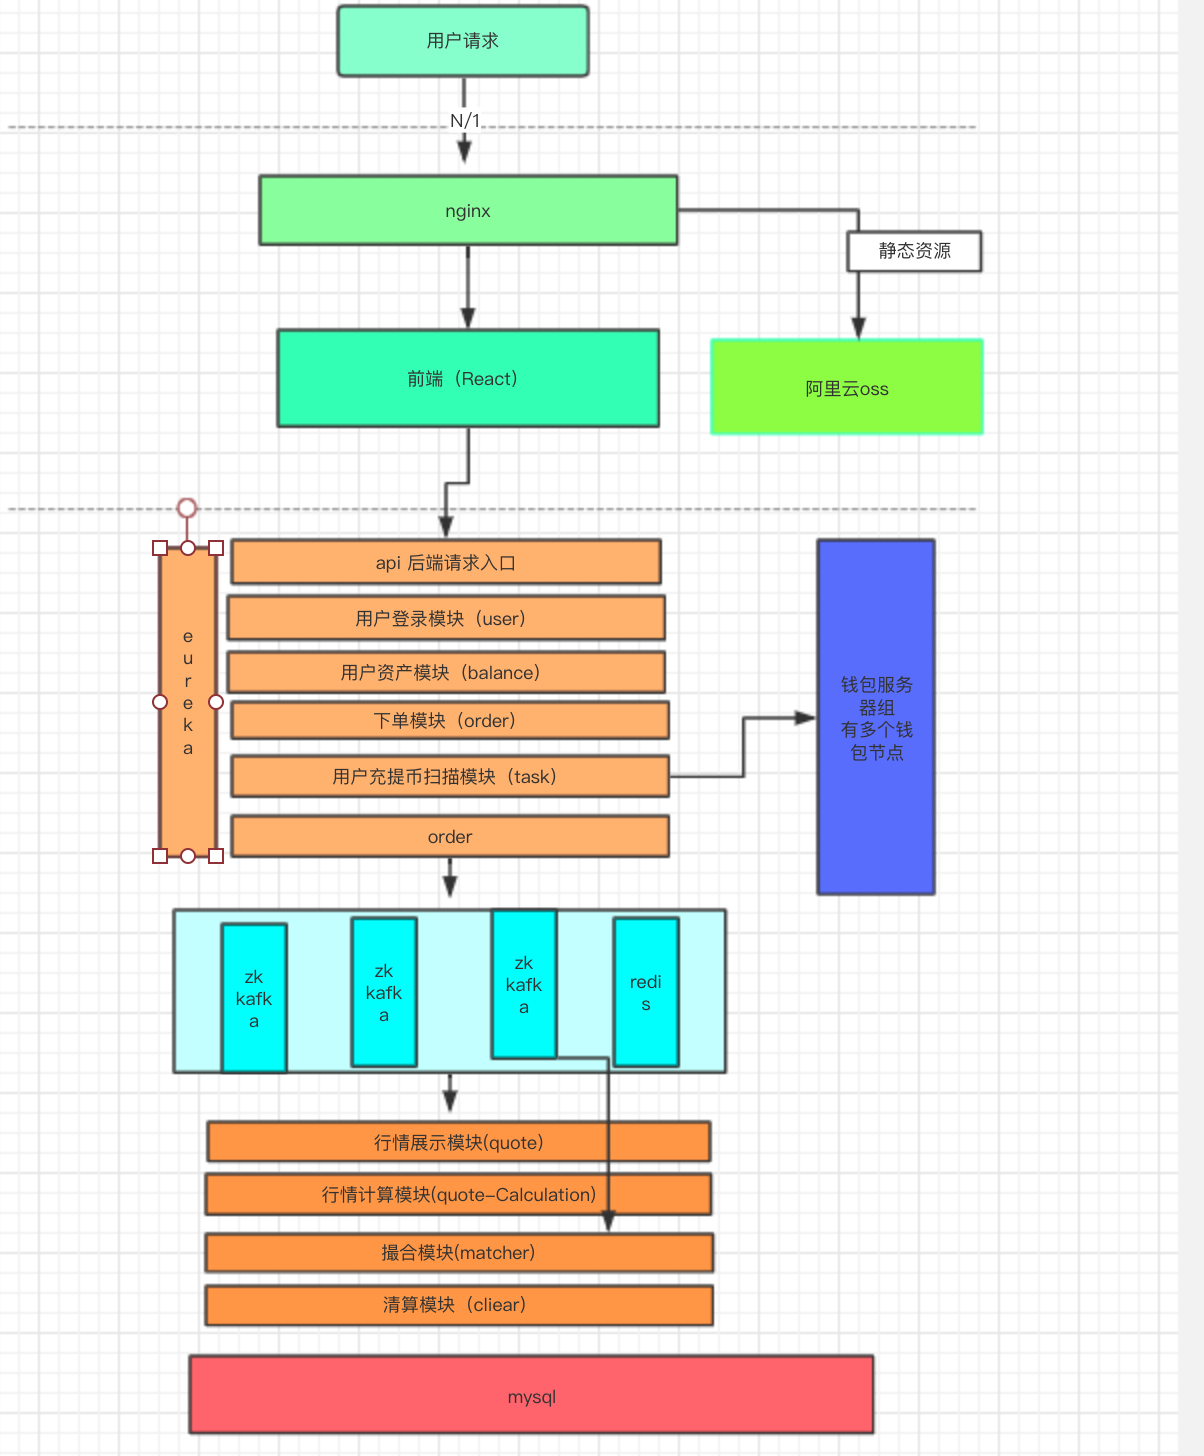 用户请求
N/1
nginx
静态资源
前端（React）
阿里云oss
e
u
r
e
k
a
api 后端请求入口
用户登录模块（user）
用户资产模块（balance）
下单模块（order）
用户充提币扫描模块（task）
order
钱包服务
器组
有多个钱
包节点
zk
kafk
a
zk
kafk
a
zk
kafk
a
redi
s
行情展示模块(quote)
行情计算模块(quote-Calculation)
撮合模块(matcher)
清算模块（cliear）
mysql